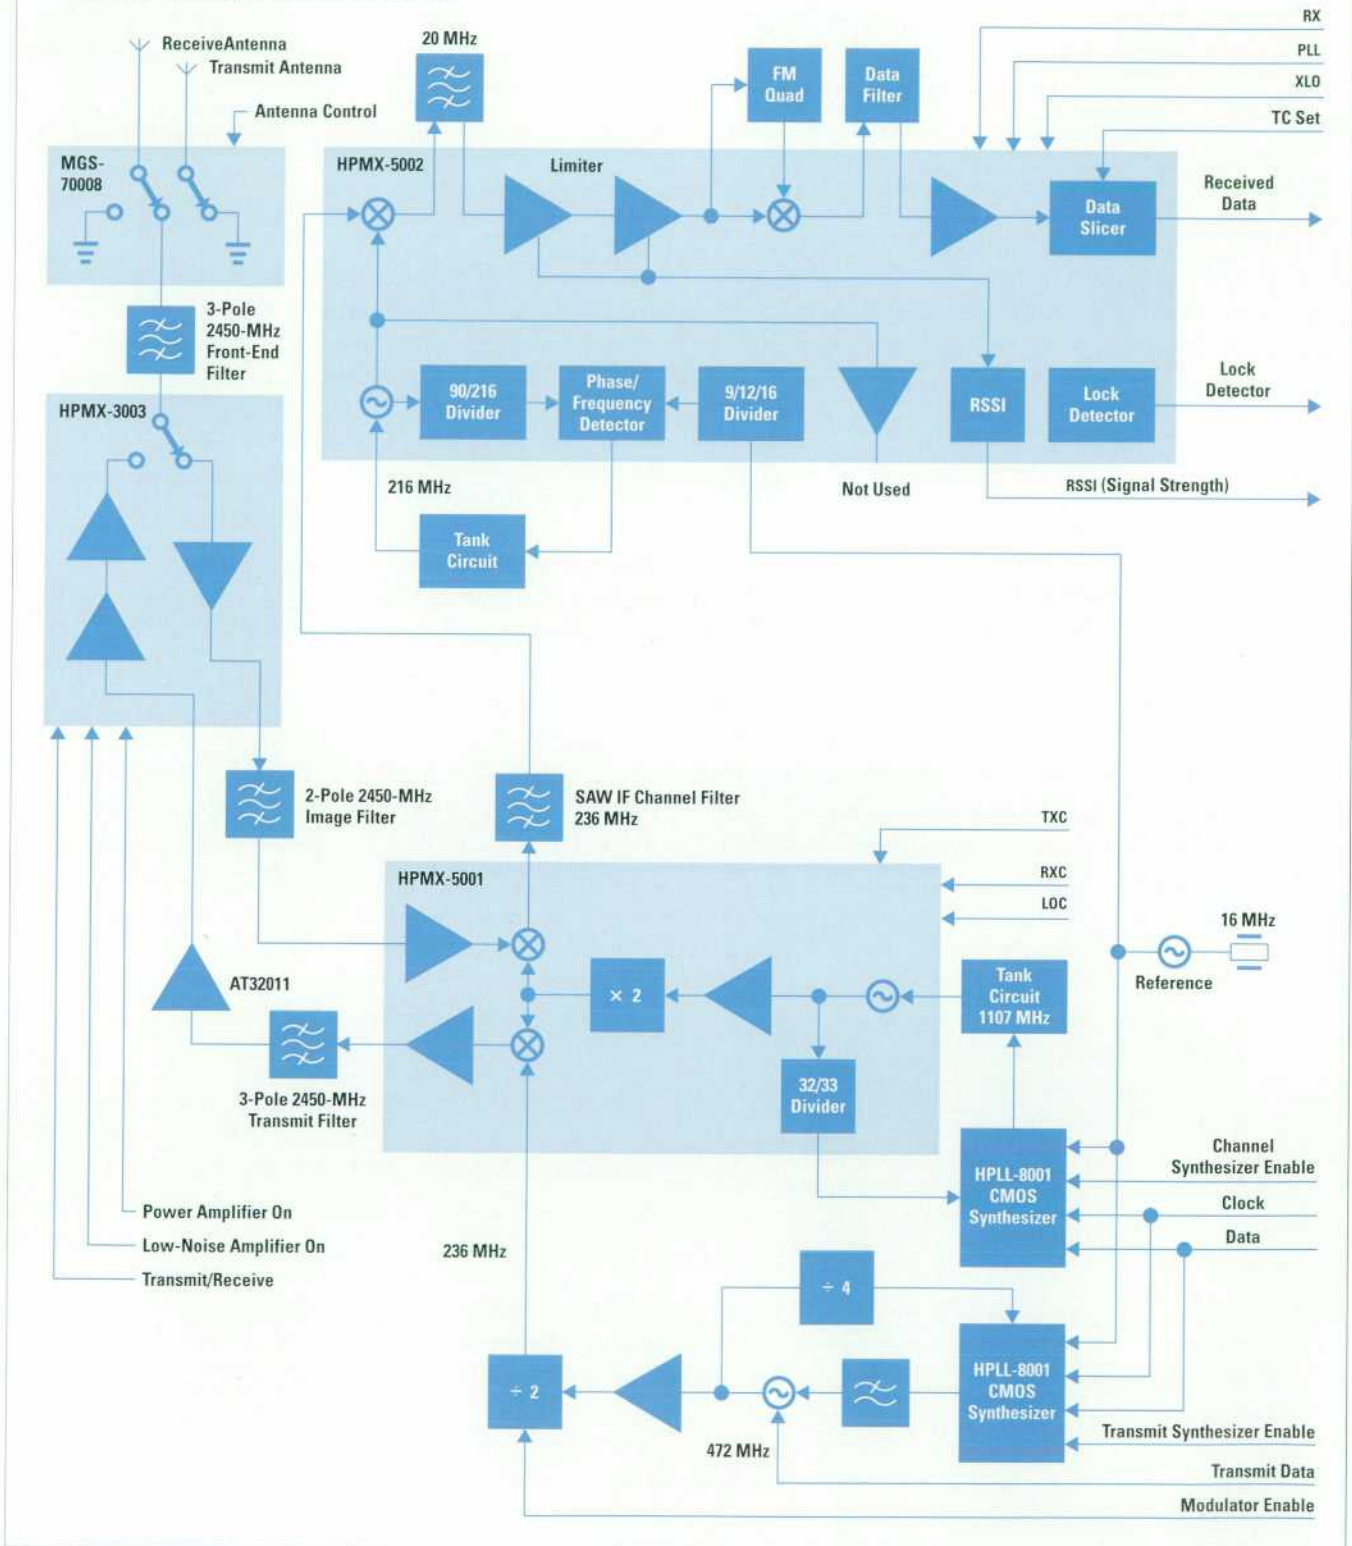 RX
ReceiveAntenna
20 MHz
PLL
Transmit Antenna
FM
Quad
Data
Filter
XLO
Antenna Control
TC Set
MGS-
70008
HPMX-5002
Limiter
Received
Data
Data
Slicer
3-Pole
2450-MHz
Front-End
Filter
Lock
Detector
HPMX-3003
90/216
Divider
Phase/
Frequency
Detector
9/12/16
Divider
RSSI
Lock
Detector
216 MHz
Not Used
RSSI (Signal Strength)
Tank
Circuit
2-Pole 2450-MHz
Image Filter
SAW IF Channel Filter
236 MHz
TXC
HPMX-5001
RXC
LOC
16 MHz
AT32011
× 2
Tank
Circuit
1107 MHz
Reference
3-Pole 2450-MHz
Transmit Filter
32/33
Divider
HPLL-8001
CMOS
Synthesizer
Channel
Synthesizer Enable
Clock
Data
Power Amplifier On
Low-Noise Amplifier On
Transmit/Receive
236 MHz
÷ 4
÷ 2
HPLL-8001
CMOS
Synthesizer
472 MHz
Transmit Synthesizer Enable
Transmit Data
Modulator Enable